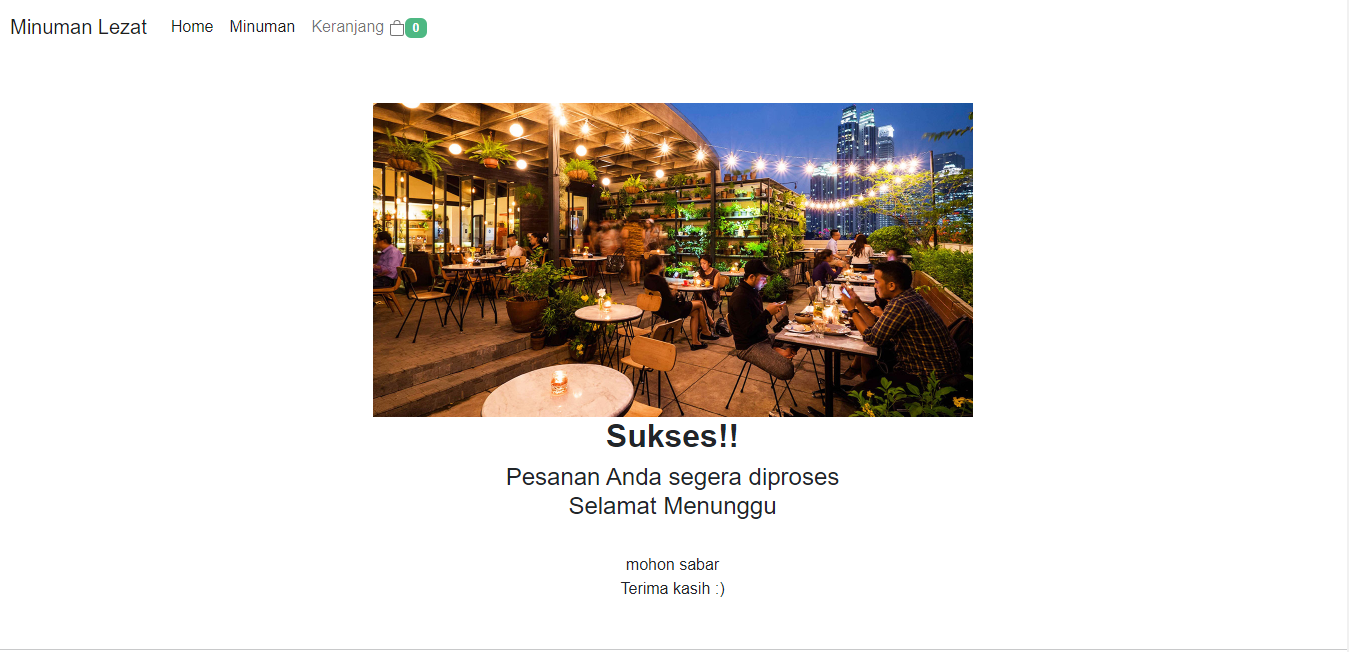 Minuman Lezat Home Minuman Keranjang 0
Sukses!!
Pesanan Anda segera diproses
Selamat Menunggu
mohon sabar
Terima kasih :)